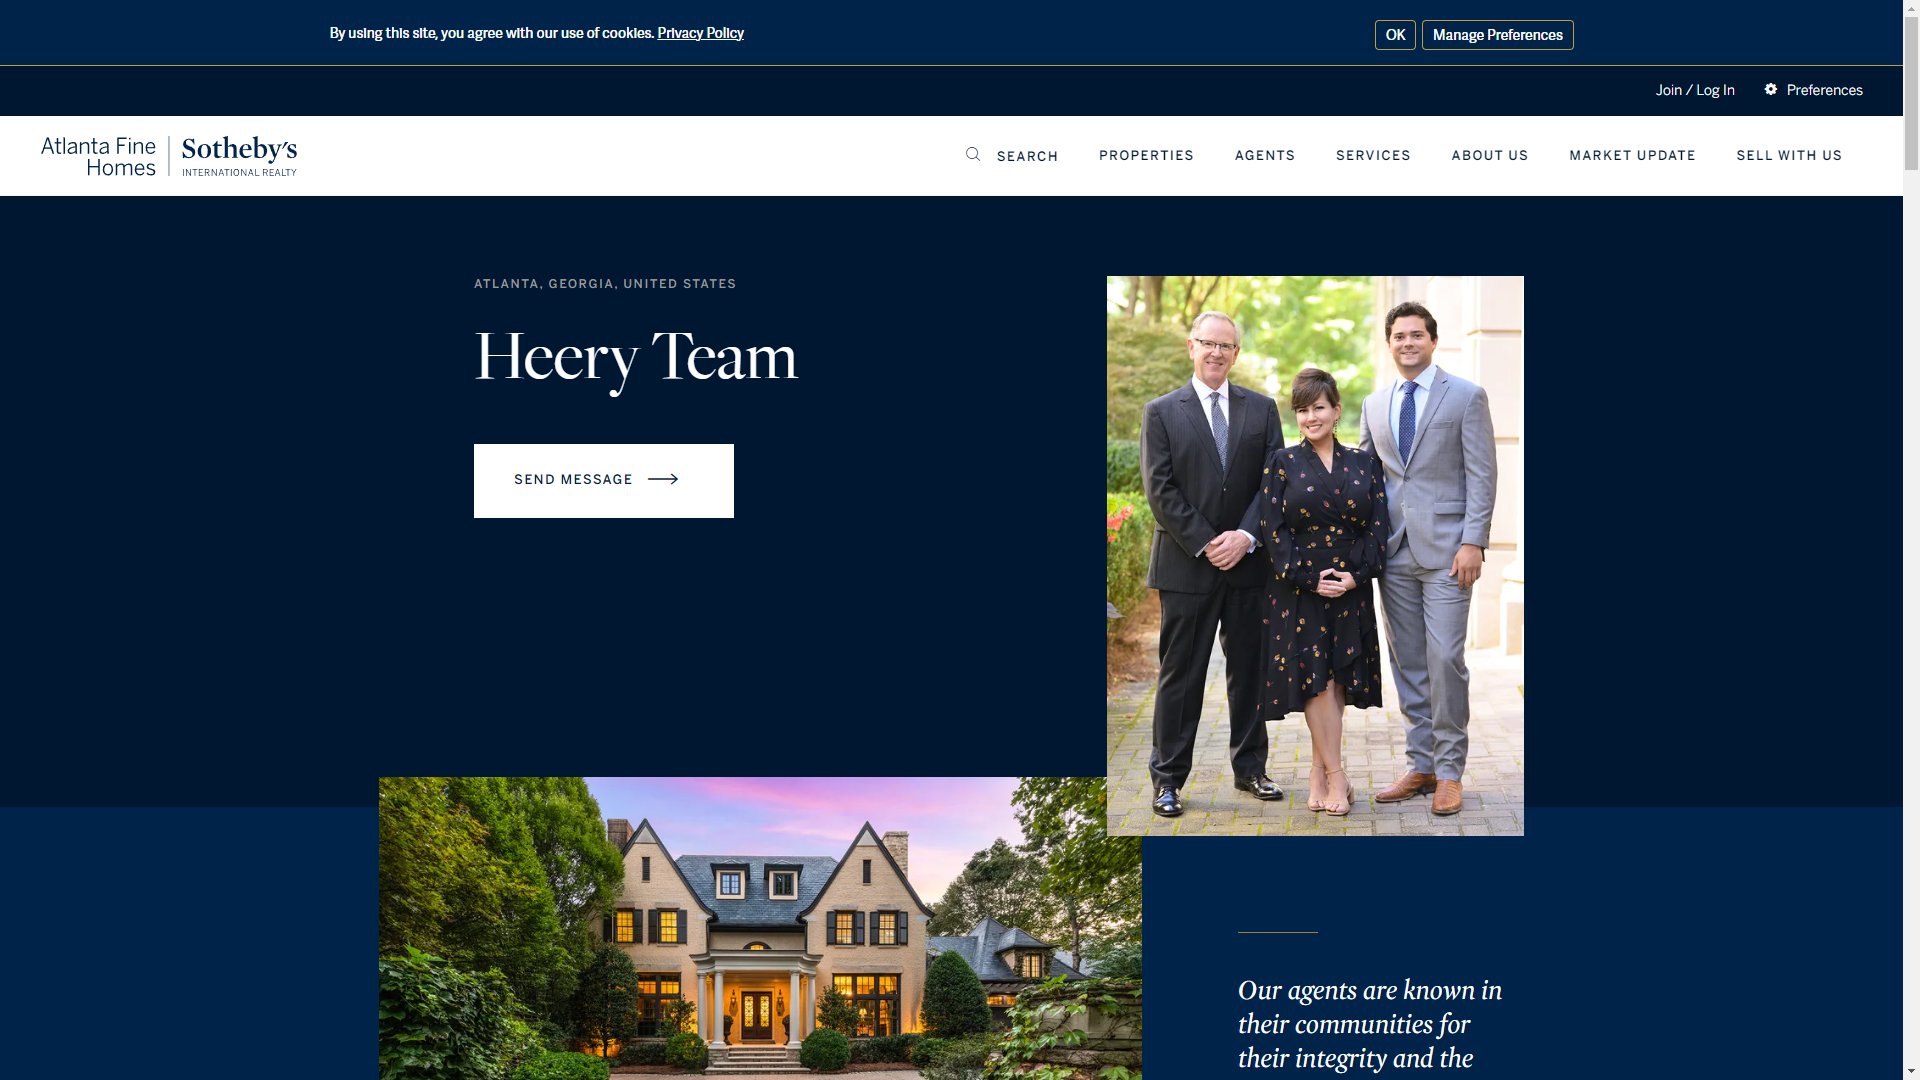 By using this site, you agree with our use of cookies. Privacy Policy
OK
Manage Preferences
Join / Log In
Preferences
Atlanta Fine Homes
Sotheby's
INTERNATIONAL REALTY
SEARCH
PROPERTIES
AGENTS
SERVICES
ABOUT US
MARKET UPDATE
SELL WITH US
ATLANTA, GEORGIA, UNITED STATES
Heery Team
SEND MESSAGE
Our agents are known in
their communities for
their integrity and the